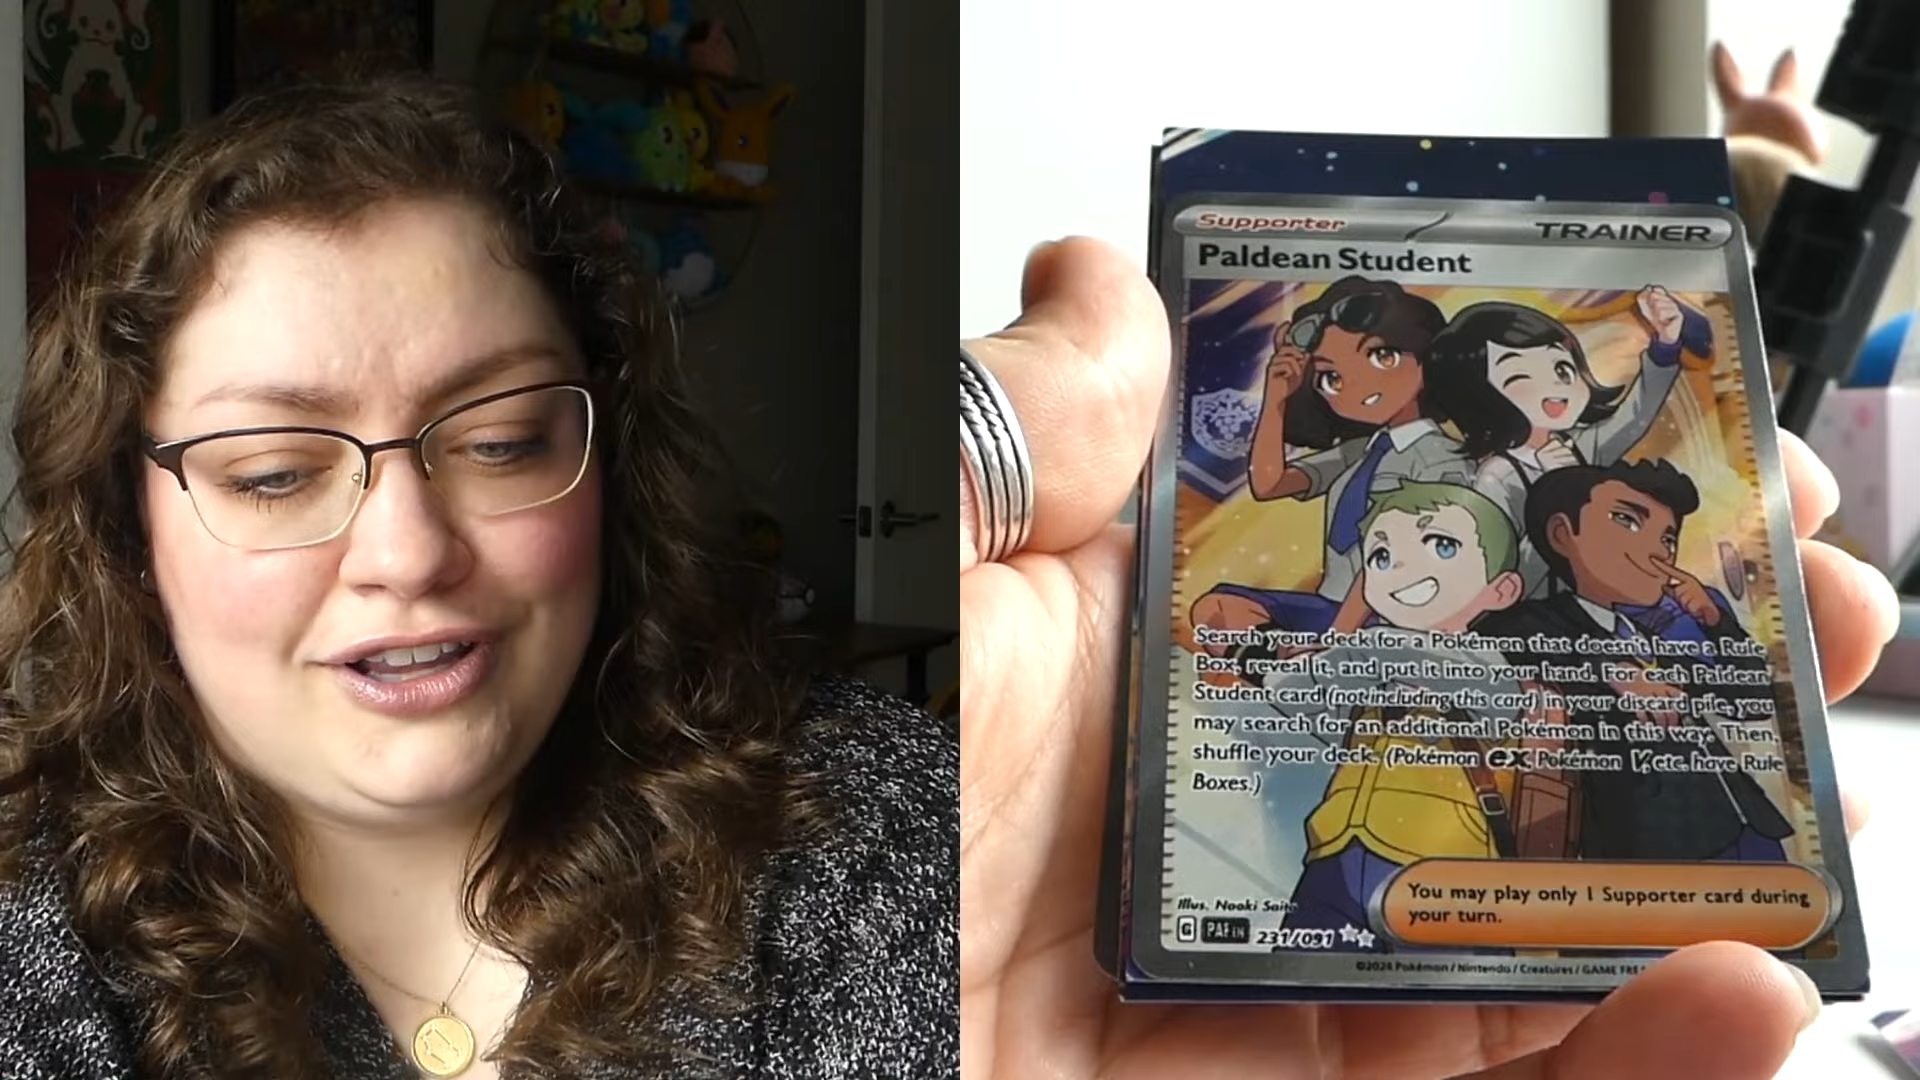 Supporter
TRAINER
Paldean Student
Search your deck for a Pokémon that doesn't have a Rule
Box, reveal it, and put it into your hand. For each Paldean
Student card (not including this card) in your discard pile, you
may search for an additional Pokémon in this way. Then,
shuffle your deck. (Pokémon ex, Pokémon V, etc. have Rule
Boxes.)
You may play only 1 Supporter card during
your turn.
Illus. Naoki Saito
G PAF EN 231/091
©2024 Pokémon / Nintendo / Creatures / GAME